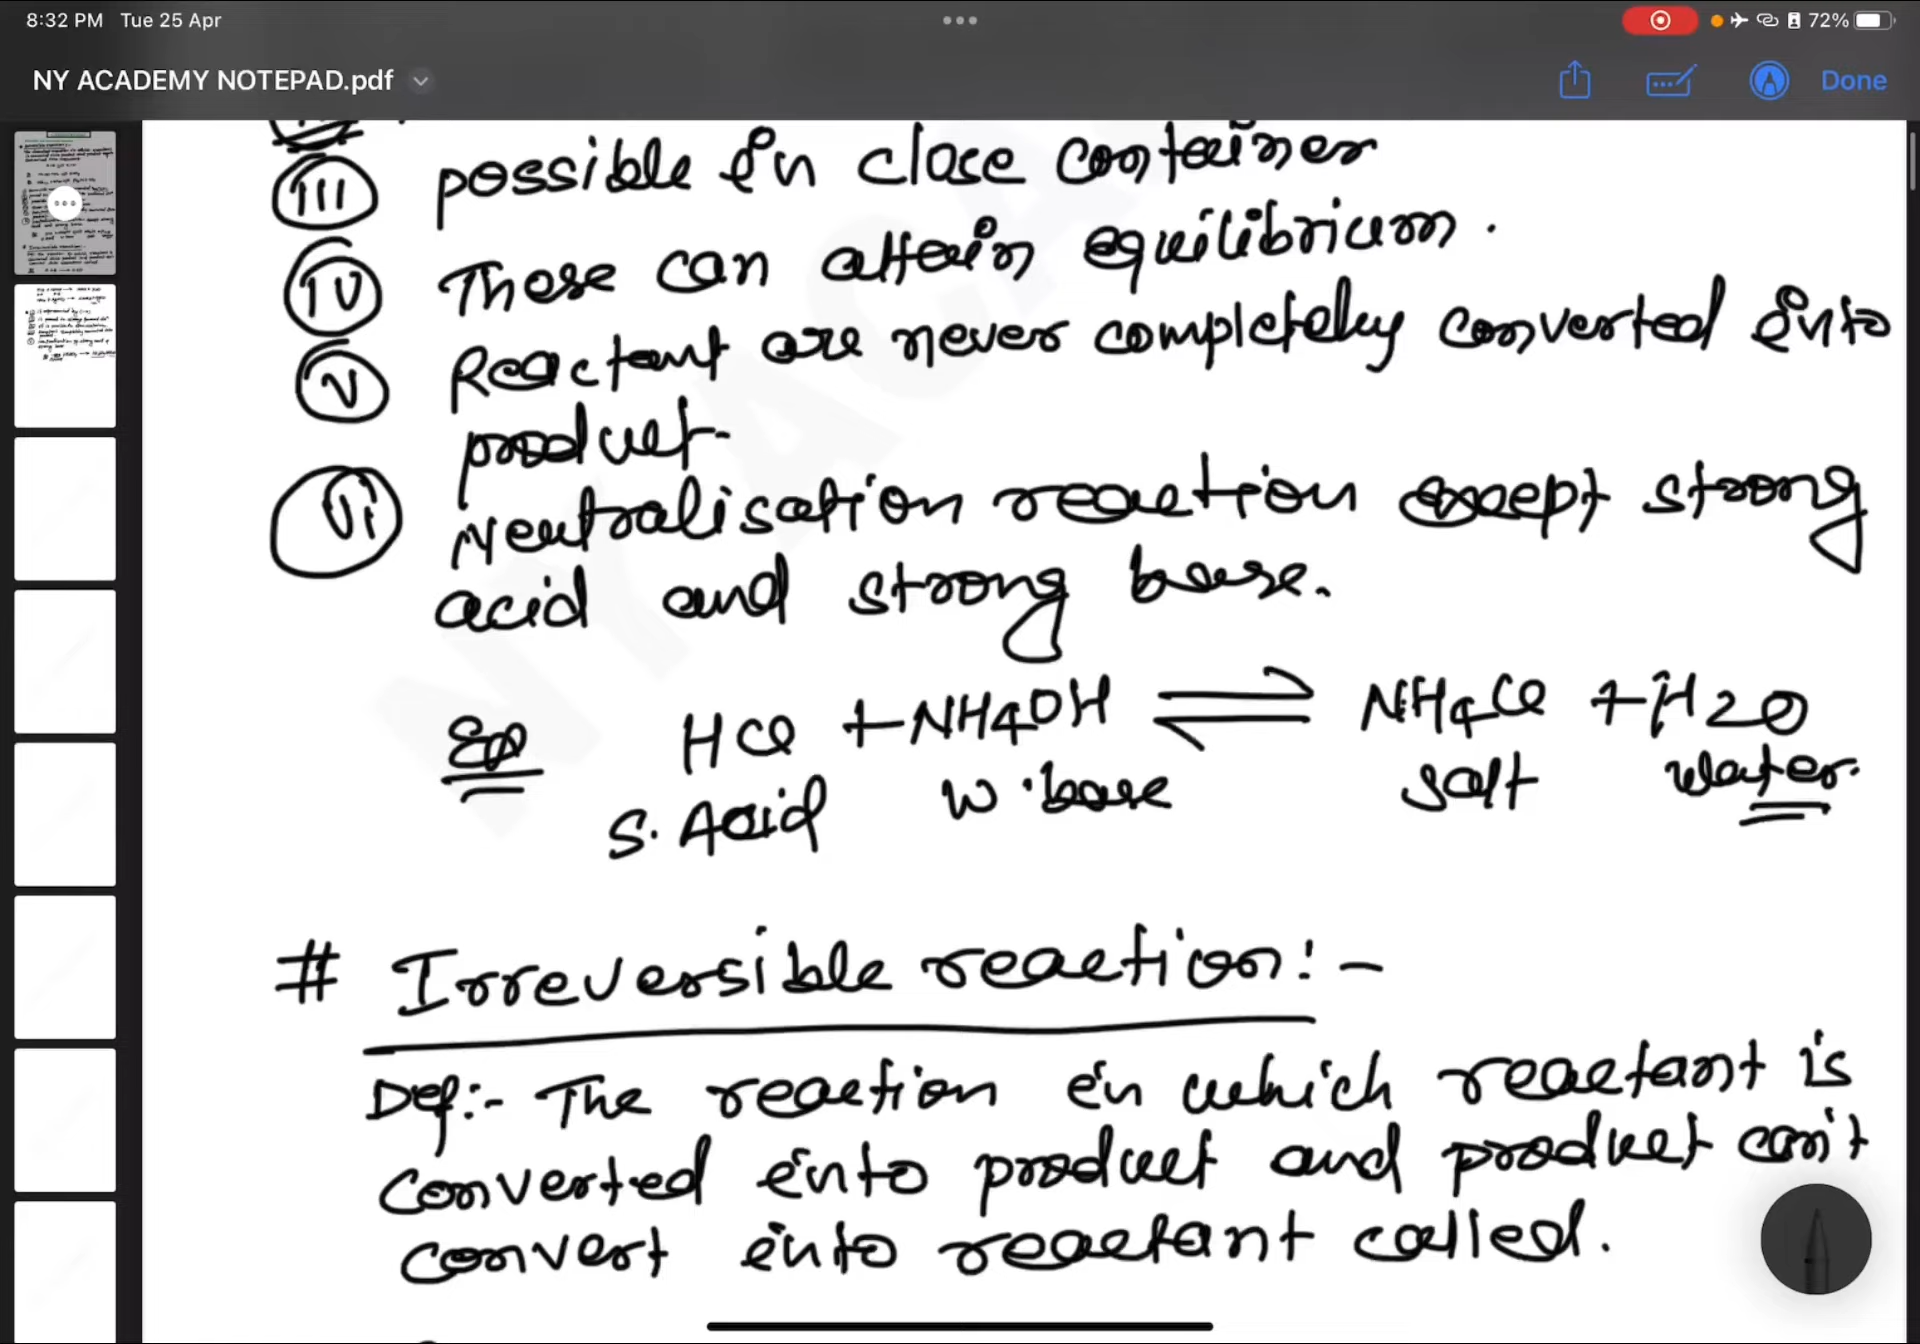 8:32 PM Tue 25 Apr
72%
NY ACADEMY NOTEPAD.pdf
Done
III possible in close container
IV These can attain equilibrium.
V Reactant are never completely converted into
product
VI Neutralisation reaction except strong
acid and strong base.
HCl + NH4OH ⇌ NH4Cl + H2O
S. Acid W. base salt water.
# Irreversible reaction:-
Def:- The reaction in which reactant is
converted into product and product can't
convert into reactant called.
NY ACA